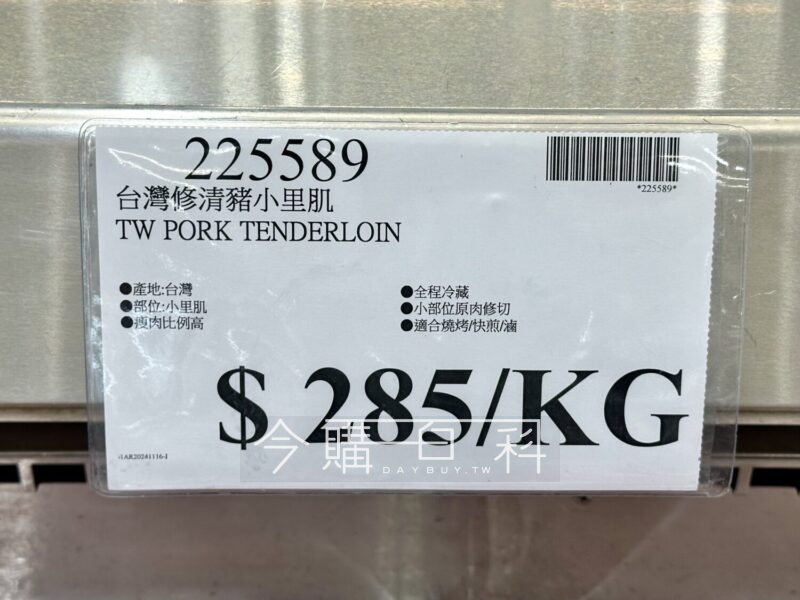 225589
*225589*
台灣修清豬小里肌
TW PORK TENDERLOIN
●產地:台灣
●部位:小里肌
●瘦肉比例高
●全程冷藏
●小部位原肉修切
●適合燒烤/快煎/滷
$ 285/KG
今購百科
DAYBUY.TW